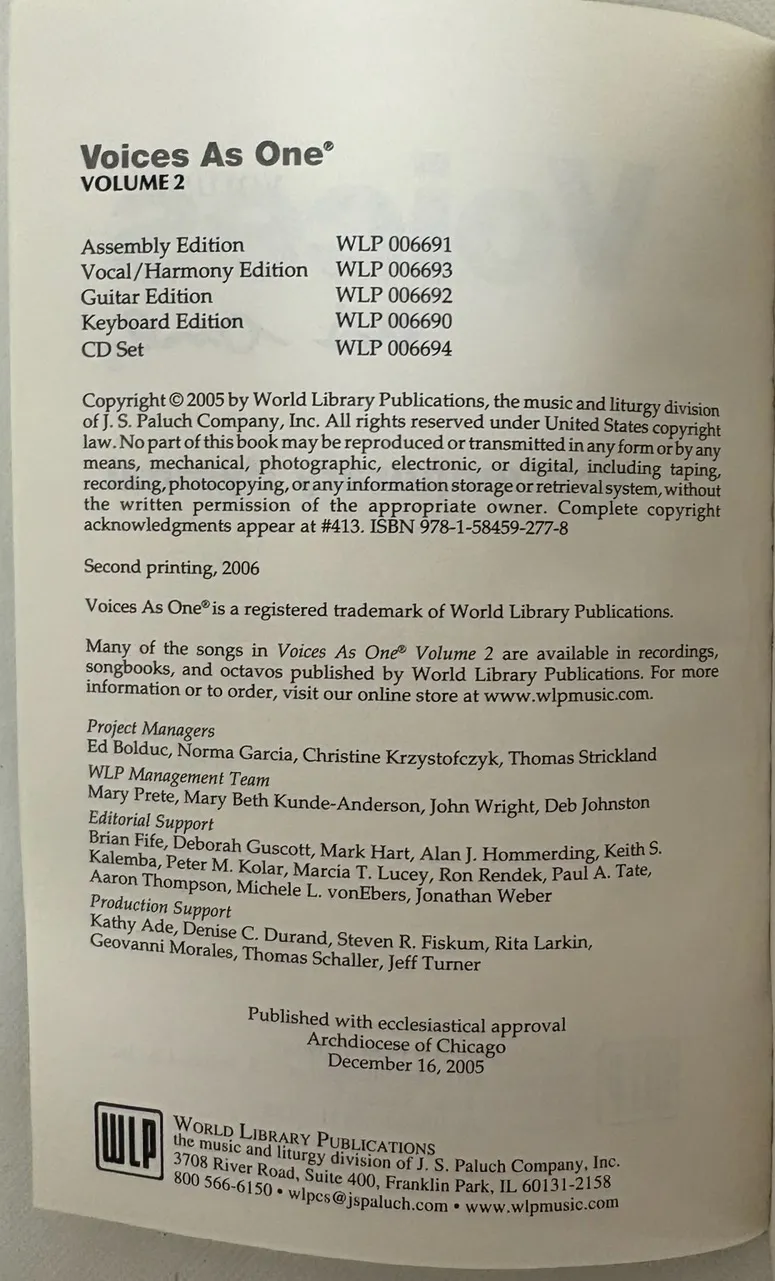 Voices As One®
VOLUME 2
Assembly Edition WLP 006691
Vocal/Harmony Edition WLP 006693
Guitar Edition WLP 006692
Keyboard Edition WLP 006690
CD Set WLP 006694
Copyright © 2005 by World Library Publications, the music and liturgy division
of J. S. Paluch Company, Inc. All rights reserved under United States copyright
law. No part of this book may be reproduced or transmitted in any form or by any
means, mechanical, photographic, electronic, or digital, including taping,
recording, photocopying, or any information storage or retrieval system, without
the written permission of the appropriate owner. Complete copyright
acknowledgments appear at #413. ISBN 978-1-58459-277-8
Second printing, 2006
Voices As One® is a registered trademark of World Library Publications.
Many of the songs in Voices As One® Volume 2 are available in recordings,
songbooks, and octavos published by World Library Publications. For more
information or to order, visit our online store at www.wlpmusic.com.
Project Managers
Ed Bolduc, Norma Garcia, Christine Krzystofczyk, Thomas Strickland
WLP Management Team
Mary Prete, Mary Beth Kunde-Anderson, John Wright, Deb Johnston
Editorial Support
Brian Fife, Deborah Guscott, Mark Hart, Alan J. Hommerding, Keith S.
Kalemba, Peter M. Kolar, Marcia T. Lucey, Ron Rendek, Paul A. Tate,
Aaron Thompson, Michele L. vonEbers, Jonathan Weber
Production Support
Kathy Ade, Denise C. Durand, Steven R. Fiskum, Rita Larkin,
Geovanni Morales, Thomas Schaller, Jeff Turner
Published with ecclesiastical approval
Archdiocese of Chicago
December 16, 2005
WLP
WORLD LIBRARY PUBLICATIONS
the music and liturgy division of J. S. Paluch Company, Inc.
3708 River Road, Suite 400, Franklin Park, IL 60131-2158
800 566-6150 • wlpcs@jspaluch.com • www.wlpmusic.com